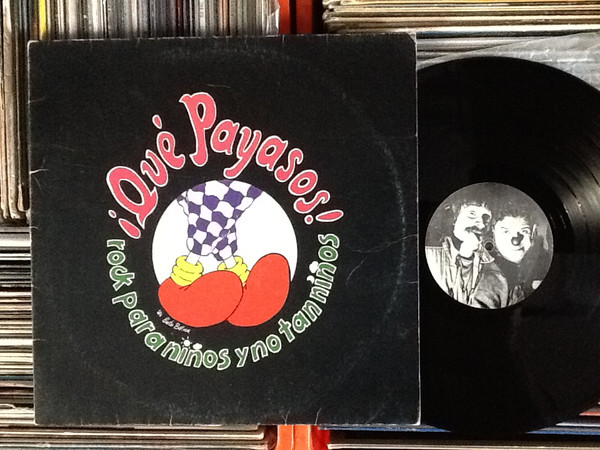 ¡Qué Payasos!
rock para niños y no tan niños